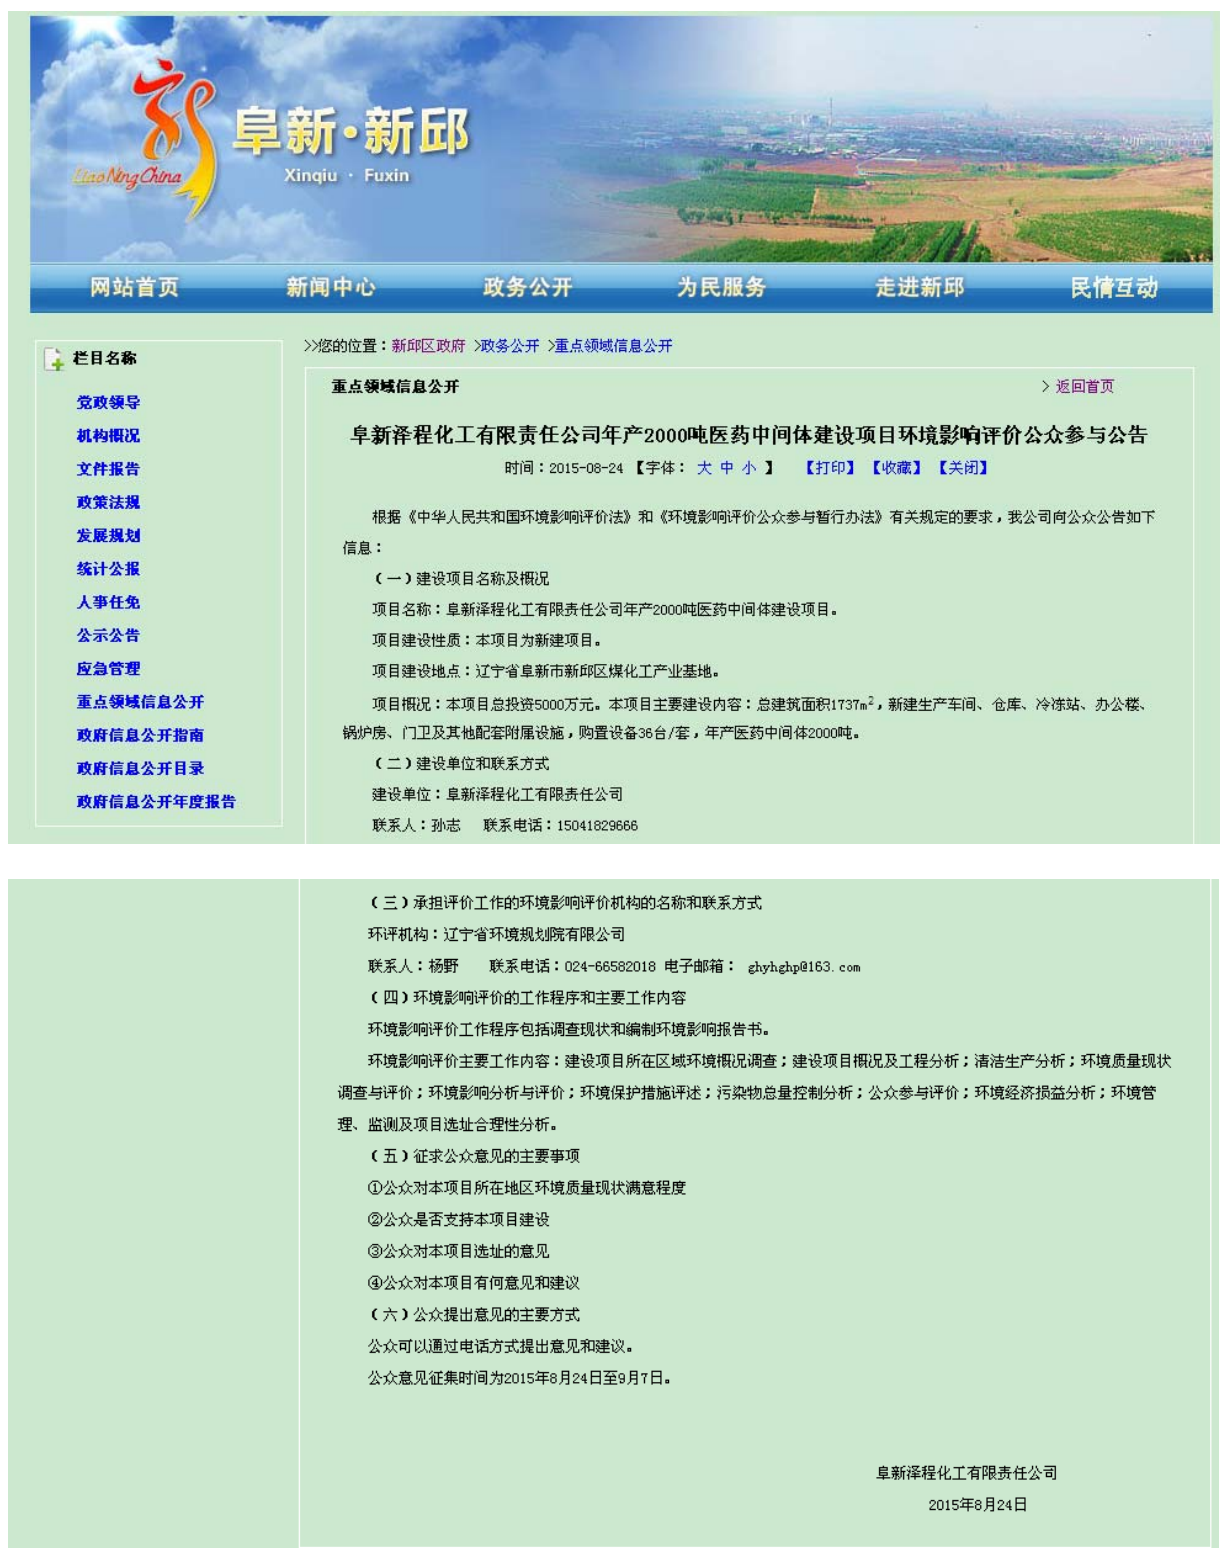 LiaoNing China
阜新·新邱
Xinqiu · Fuxin
网站首页 新闻中心 政务公开 为民服务 走进新邱 民情互动
栏目名称
党政领导
机构概况
文件报告
政策法规
发展规划
统计公报
人事任免
公示公告
应急管理
重点领域信息公开
政府信息公开指南
政府信息公开目录
政府信息公开年度报告
>>您的位置：新邱区政府 >政务公开 >重点领域信息公开
重点领域信息公开 > 返回首页
阜新泽程化工有限责任公司年产2000吨医药中间体建设项目环境影响评价公众参与公告
时间：2015-08-24 【字体： 大 中 小 】 【打印】 【收藏】 【关闭】
根据《中华人民共和国环境影响评价法》和《环境影响评价公众参与暂行办法》有关规定的要求，我公司向公众公告如下
信息：
（一）建设项目名称及概况
项目名称：阜新泽程化工有限责任公司年产2000吨医药中间体建设项目。
项目建设性质：本项目为新建项目。
项目建设地点：辽宁省阜新市新邱区煤化工产业基地。
项目概况：本项目总投资5000万元。本项目主要建设内容：总建筑面积1737m²，新建生产车间、仓库、冷冻站、办公楼、
锅炉房、门卫及其他配套附属设施，购置设备36台/套，年产医药中间体2000吨。
（二）建设单位和联系方式
建设单位：阜新泽程化工有限责任公司
联系人：孙志 联系电话：15041829666
（三）承担评价工作的环境影响评价机构的名称和联系方式
环评机构：辽宁省环境规划院有限公司
联系人：杨野 联系电话：024-66582018 电子邮箱： ghyhghp@163.com
（四）环境影响评价的工作程序和主要工作内容
环境影响评价工作程序包括调查现状和编制环境影响报告书。
环境影响评价主要工作内容：建设项目所在区域环境概况调查；建设项目概况及工程分析；清洁生产分析；环境质量现状
调查与评价；环境影响分析与评价；环境保护措施评述；污染物总量控制分析；公众参与评价；环境经济损益分析；环境管
理、监测及项目选址合理性分析。
（五）征求公众意见的主要事项
①公众对本项目所在地区环境质量现状满意程度
②公众是否支持本项目建设
③公众对本项目选址的意见
④公众对本项目有何意见和建议
（六）公众提出意见的主要方式
公众可以通过电话方式提出意见和建议。
公众意见征集时间为2015年8月24日至9月7日。
阜新泽程化工有限责任公司
2015年8月24日